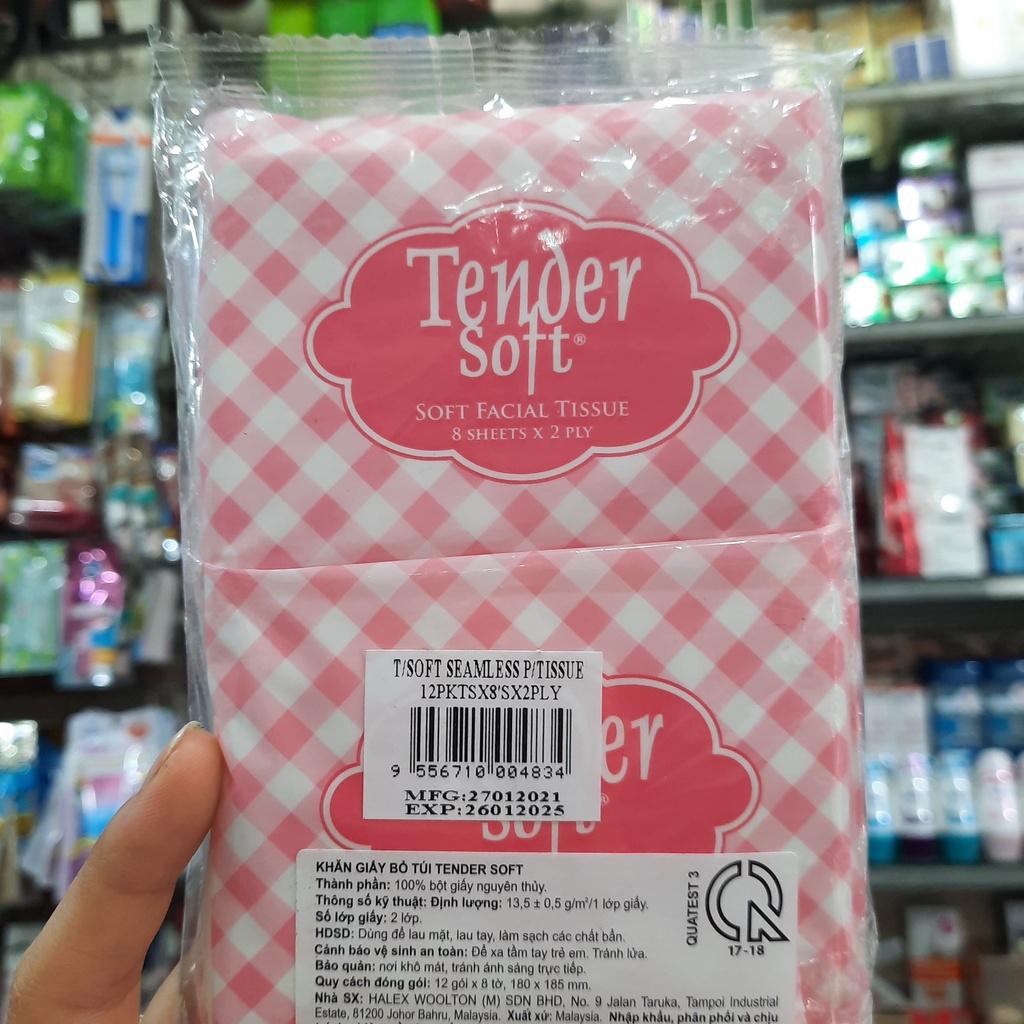 Tender
soft®
SOFT FACIAL TISSUE
8 SHEETS X 2 PLY
T/SOFT SEAMLESS P/TISSUE
12PKTSX8'SX2PLY
9 556710 004834
MFG:27012021
EXP:26012025
er
soft®
KHĂN GIẤY BỎ TÚI TENDER SOFT
Thành phần: 100% bột giấy nguyên thủy.
Thông số kỹ thuật: Định lượng: 13,5 ± 0,5 g/m²/1 lớp giấy.
Số lớp giấy: 2 lớp.
HDSD: Dùng để lau mặt, lau tay, làm sạch các chất bẩn.
Cảnh báo vệ sinh an toàn: Để xa tầm tay trẻ em. Tránh lửa.
Bảo quản: nơi khô mát, tránh ánh sáng trực tiếp.
Quy cách đóng gói: 12 gói x 8 tờ, 180 x 185 mm.
Nhà SX: HALEX WOOLTON (M) SDN BHD, No. 9 Jalan Taruka, Tampoi Industrial
Estate, 81200 Johor Bahru, Malaysia. Xuất xứ: Malaysia. Nhập khẩu, phân phối và chịu
QUATEST 3
CR
17-18